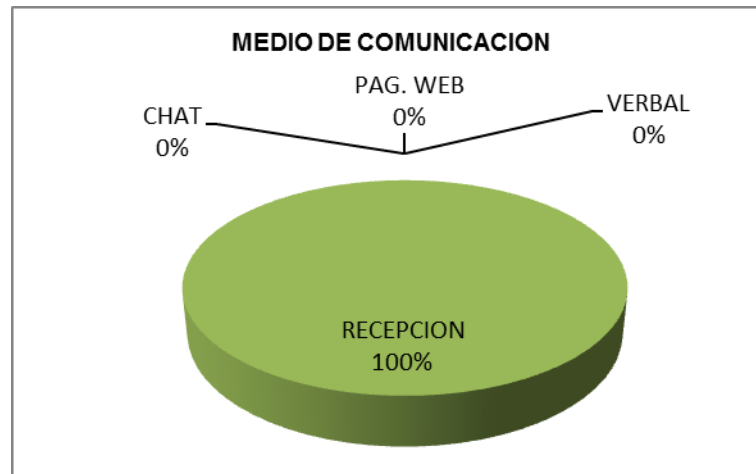 MEDIO DE COMUNICACION
PAG. WEB
0%
CHAT
0%
VERBAL
0%
RECEPCION
100%